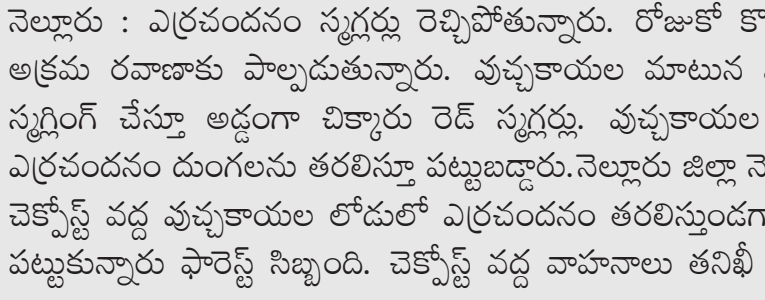 నెల్లూరు : ఎర్రచందనం స్మగ్లర్లు రెచ్చిపోతున్నారు. రోజుకో
అక్రమ రవాణాకు పాల్పడుతున్నారు. వుచ్చకాయల మాటున
స్మగ్లింగ్ చేస్తూ అడ్డంగా చిక్కారు రెడ్ స్మగ్లర్లు. వుచ్చకాయల
ఎర్రచందనం దుంగలను తరలిస్తూ పట్టుబడ్డారు.నెల్లూరు జిల్లా
చెక్పోస్ట్ వద్ద వుచ్చకాయల లోడులో ఎర్రచందనం తరలిస్తుండగా
పట్టుకున్నారు ఫారెస్ట్ సిబ్బంది. చెక్పోస్ట్ వద్ద వాహనాలు తనిఖీ